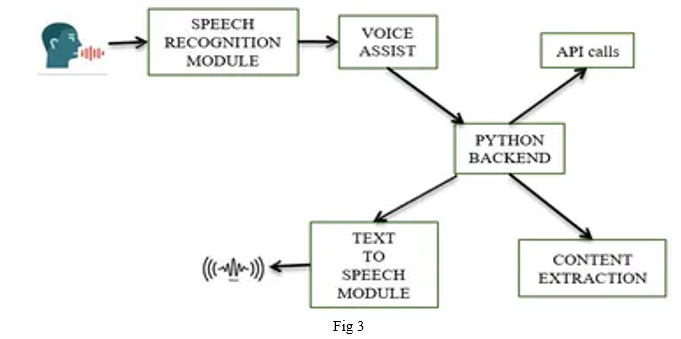 SPEECH
RECOGNITION
MODULE
VOICE
ASSIST
API calls
PYTHON
BACKEND
TEXT
TO
SPEECH
MODULE
CONTENT
EXTRACTION
Fig 3